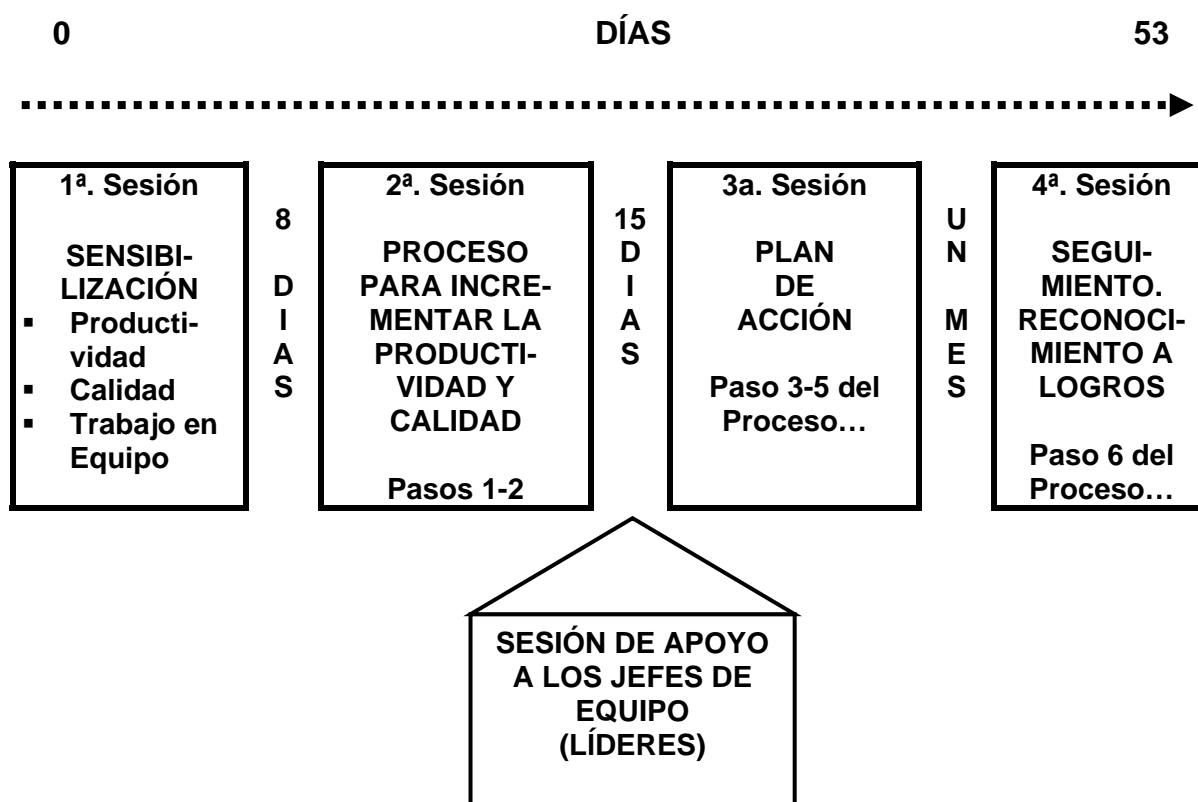 0 DÍAS 53
1ª. Sesión
SENSIBI-
LIZACIÓN
▪ Producti-
vidad
▪ Calidad
▪ Trabajo en
Equipo
8
D
I
A
S
2ª. Sesión
PROCESO
PARA INCRE-
MENTAR LA
PRODUCTI-
VIDAD Y
CALIDAD
Pasos 1-2
15
D
I
A
S
3a. Sesión
PLAN
DE
ACCIÓN
Paso 3-5 del
Proceso…
U
N
M
E
S
4ª. Sesión
SEGUI-
MIENTO.
RECONOCI-
MIENTO A
LOGROS
Paso 6 del
Proceso…
SESIÓN DE APOYO
A LOS JEFES DE
EQUIPO
(LÍDERES)